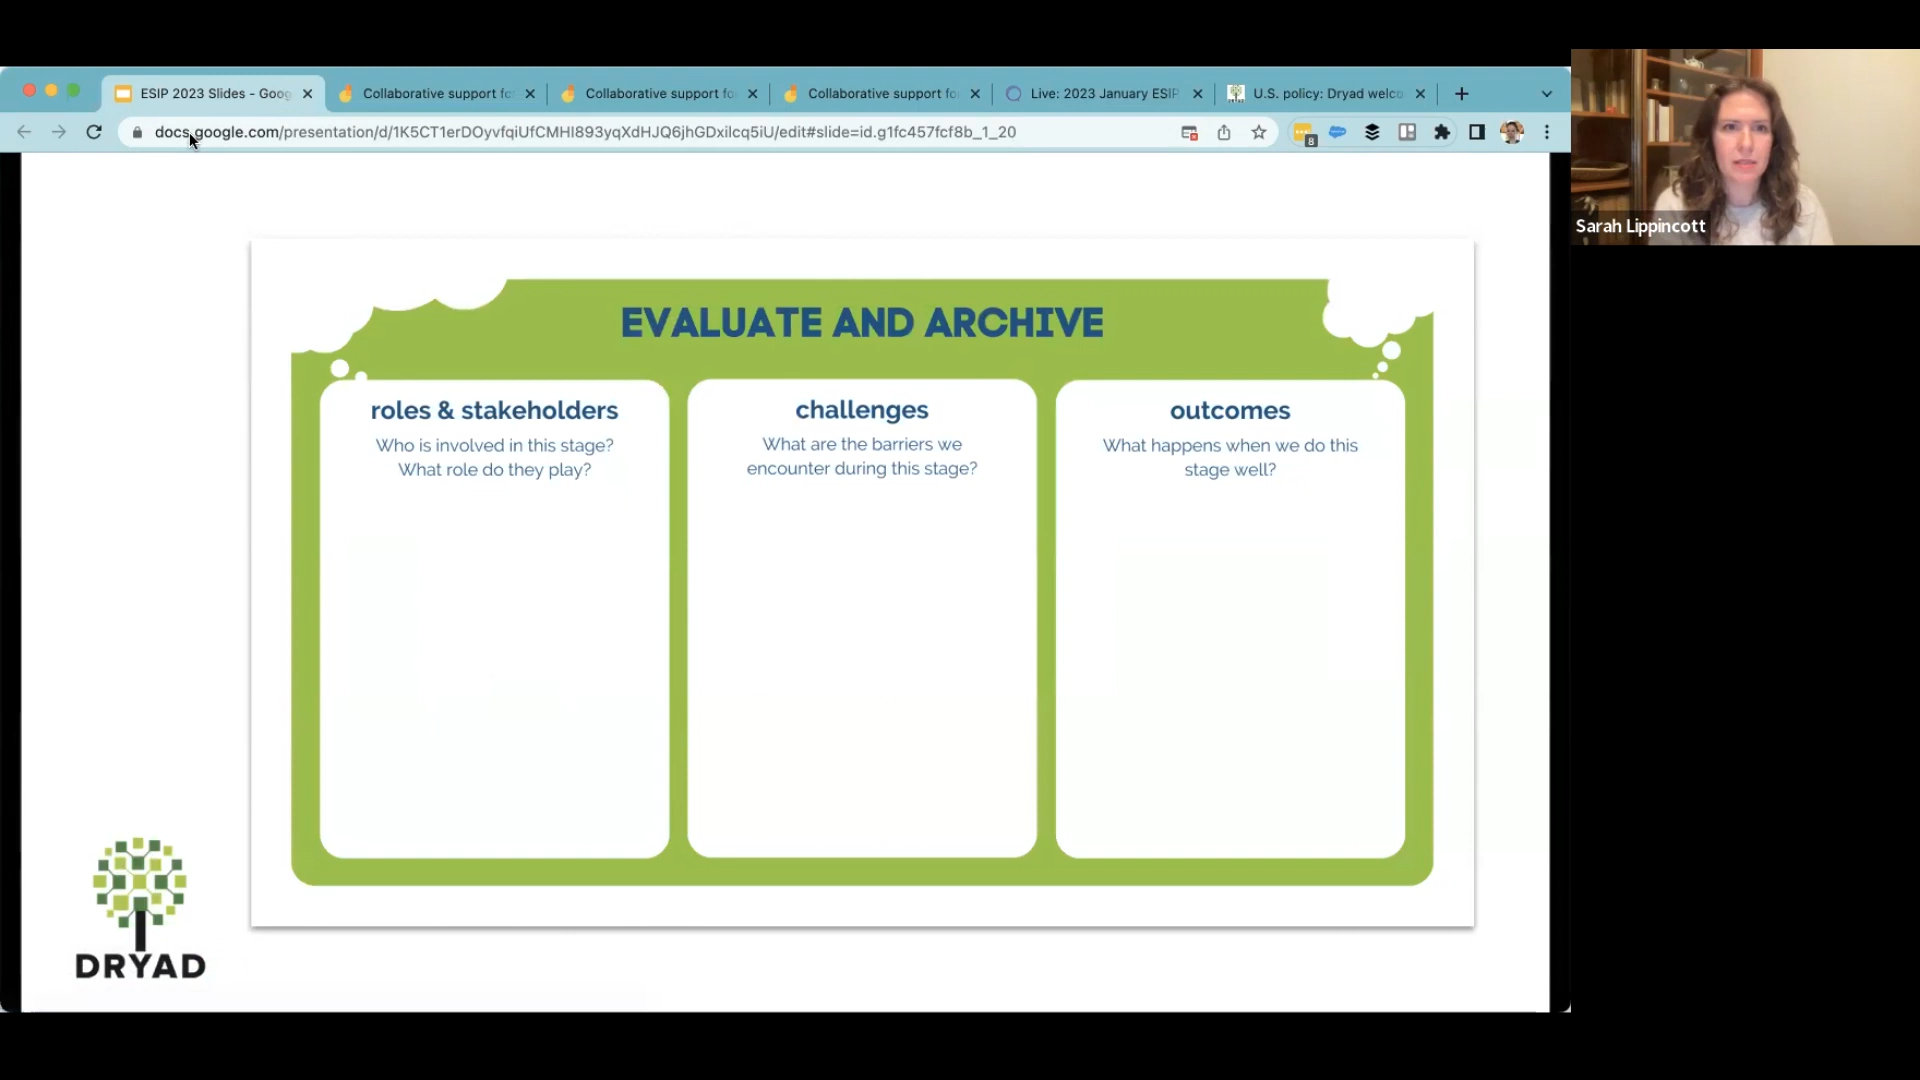 ESIP 2023 Slides - Goog
Collaborative support fo
Collaborative support fo
Collaborative support fo
Live: 2023 January ESIP
U.S. policy: Dryad welco
docs.google.com/presentation/d/1K5CT1erDOyvfqiUfCMHI893yqXdHJQ6jhGDxilcq5iU/edit#slide=id.g1fc457fcf8b_1_20
8
Sarah Lippincott
EVALUATE AND ARCHIVE
roles & stakeholders
Who is involved in this stage?
What role do they play?
challenges
What are the barriers we
encounter during this stage?
outcomes
What happens when we do this
stage well?
DRYAD